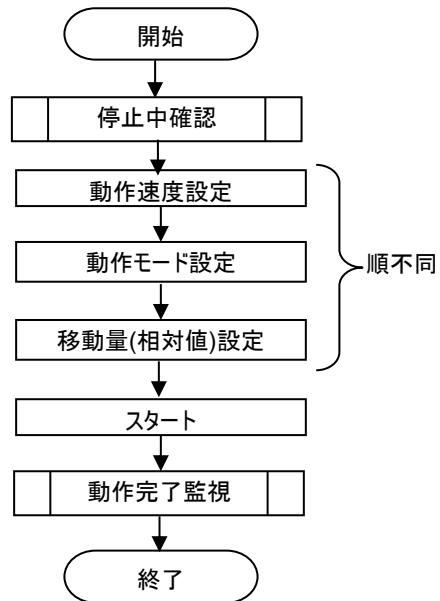 開始
停止中確認
動作速度設定
動作モード設定
移動量(相対値)設定
順不同
スタート
動作完了監視
終了